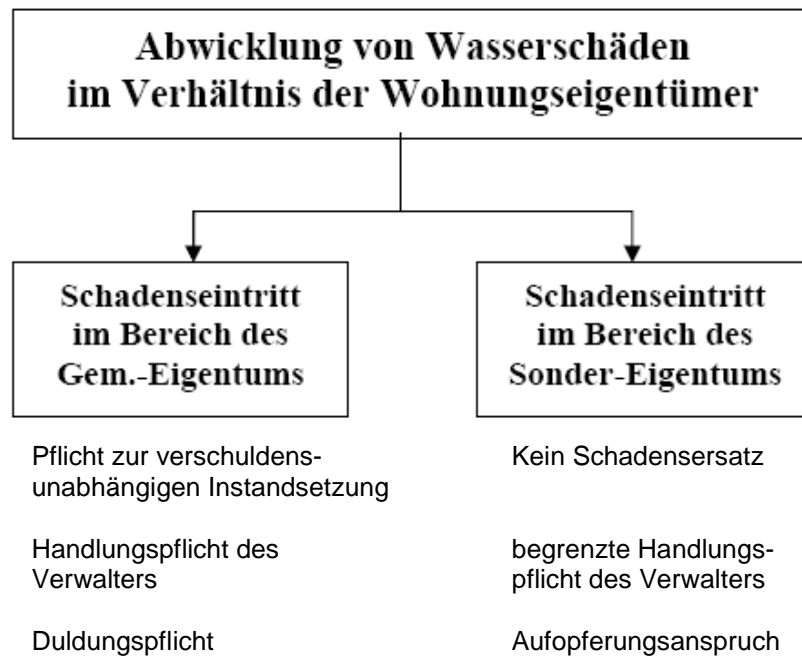 Abwicklung von Wasserschäden
im Verhältnis der Wohnungseigentümer
Schadenseintritt
im Bereich des
Gem.-Eigentums
Schadenseintritt
im Bereich des
Sonder-Eigentums
Pflicht zur verschuldens-
unabhängigen Instandsetzung
Kein Schadensersatz
Handlungspflicht des
Verwalters
begrenzte Handlungs-
pflicht des Verwalters
Duldungspflicht
Aufopferungsanspruch